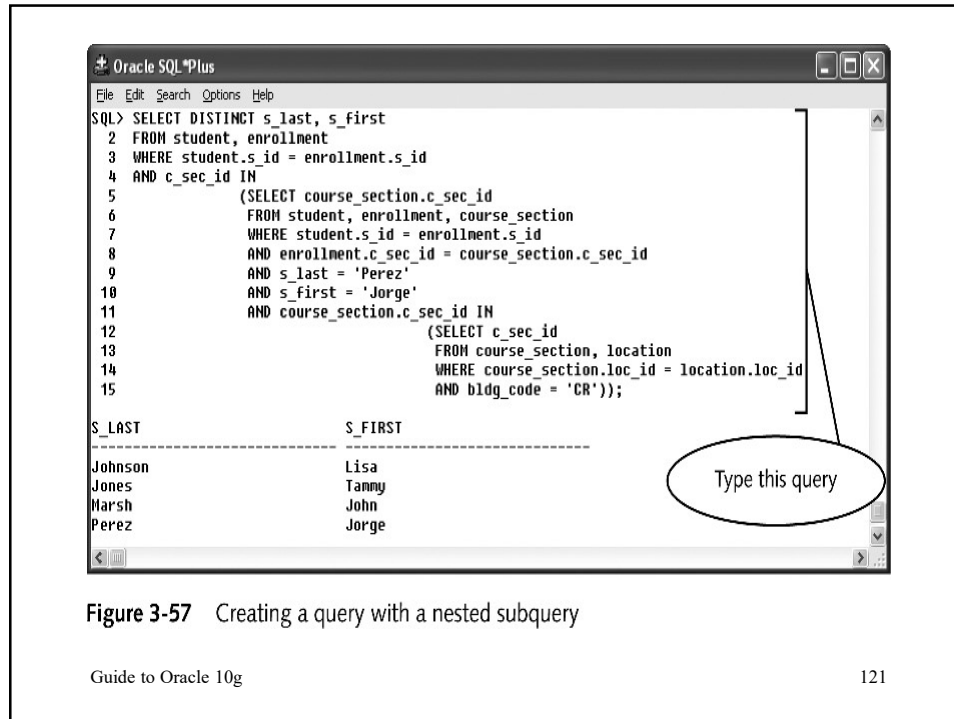 Oracle SQL*Plus
File Edit Search Options Help
SQL> SELECT DISTINCT s_last, s_first
2 FROM student, enrollment
3 WHERE student.s_id = enrollment.s_id
4 AND c_sec_id IN
5 (SELECT course_section.c_sec_id
6 FROM student, enrollment, course_section
7 WHERE student.s_id = enrollment.s_id
8 AND enrollment.c_sec_id = course_section.c_sec_id
9 AND s_last = 'Perez'
10 AND s_first = 'Jorge'
11 AND course_section.c_sec_id IN
12 (SELECT c_sec_id
13 FROM course_section, location
14 WHERE course_section.loc_id = location.loc_id
15 AND bldg_code = 'CR'));
S_LAST S_FIRST
------------------------------ ------------------------------
Johnson Lisa
Jones Tammy
Marsh John
Perez Jorge
Type this query
Figure 3-57 Creating a query with a nested subquery
Guide to Oracle 10g 121